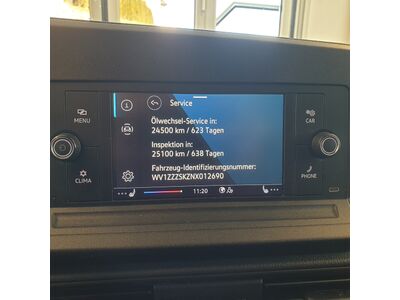 Service
MENU
CAR
Ölwechsel-Service in:
24500 km / 623 Tagen
Inspektion in:
25100 km / 638 Tagen
Fahrzeug-Identifizierungsnummer:
WV1ZZZSKZNX012690
CLIMA
PHONE
11:20